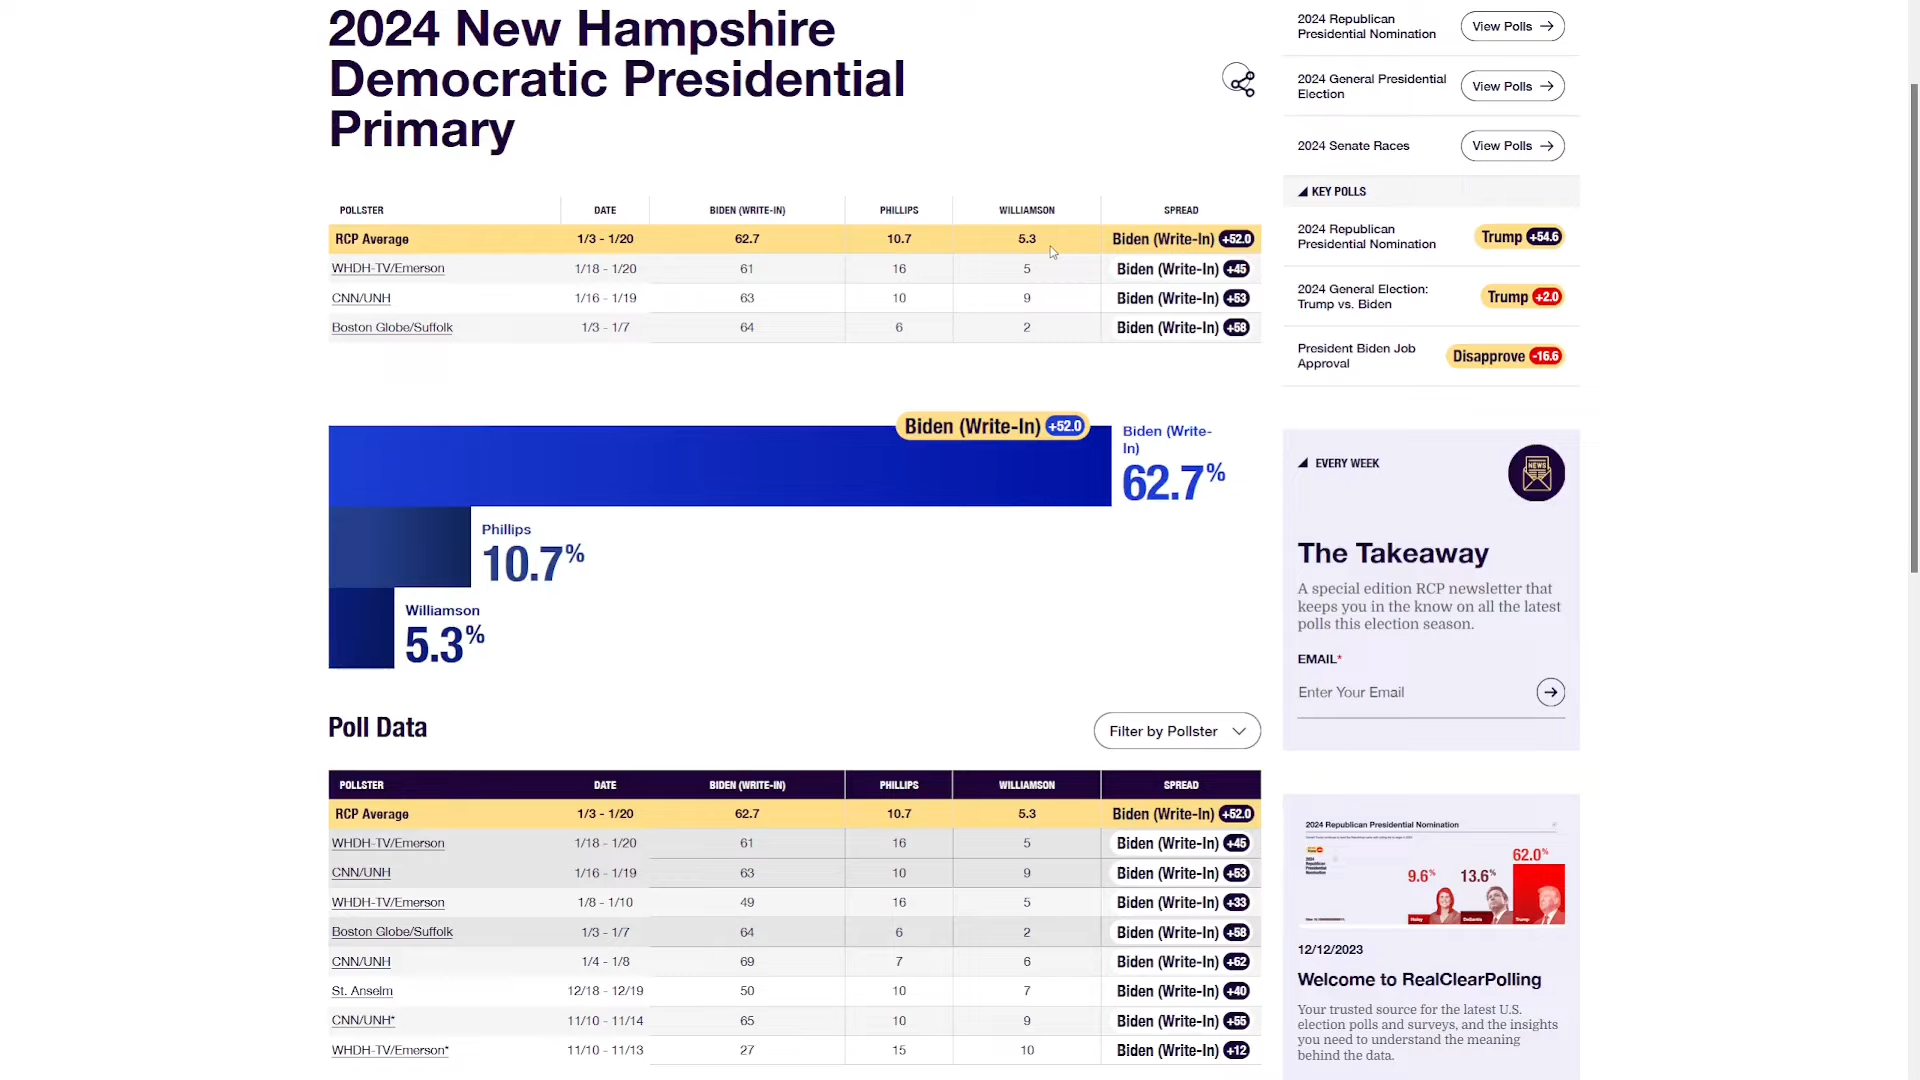 2024 New Hampshire
Democratic Presidential
Primary
POLLSTER DATE BIDEN (WRITE-IN) PHILLIPS WILLIAMSON SPREAD
RCP Average 1/3 - 1/20 62.7 10.7 5.3 Biden (Write-In) +52.0
WHDH-TV/Emerson 1/18 - 1/20 61 16 5 Biden (Write-In) +45
CNN/UNH 1/16 - 1/19 63 10 9 Biden (Write-In) +53
Boston Globe/Suffolk 1/3 - 1/7 64 6 2 Biden (Write-In) +58
Biden (Write-In) +52.0
Biden (Write-
In)
62.7%
Phillips
10.7%
Williamson
5.3%
Poll Data
Filter by Pollster
POLLSTER DATE BIDEN (WRITE-IN) PHILLIPS WILLIAMSON SPREAD
RCP Average 1/3 - 1/20 62.7 10.7 5.3 Biden (Write-In) +52.0
WHDH-TV/Emerson 1/18 - 1/20 61 16 5 Biden (Write-In) +45
CNN/UNH 1/16 - 1/19 63 10 9 Biden (Write-In) +53
WHDH-TV/Emerson 1/8 - 1/10 49 16 5 Biden (Write-In) +33
Boston Globe/Suffolk 1/3 - 1/7 64 6 2 Biden (Write-In) +58
CNN/UNH 1/4 - 1/8 69 7 6 Biden (Write-In) +62
St. Anselm 12/18 - 12/19 50 10 7 Biden (Write-In) +40
CNN/UNH* 11/10 - 11/14 65 10 9 Biden (Write-In) +55
WHDH-TV/Emerson* 11/10 - 11/13 27 15 10 Biden (Write-In) +12
2024 Republican
Presidential Nomination
View Polls
2024 General Presidential
Election
View Polls
2024 Senate Races
View Polls
KEY POLLS
2024 Republican
Presidential Nomination
Trump +54.6
2024 General Election:
Trump vs. Biden
Trump +2.0
President Biden Job
Approval
Disapprove -16.6
EVERY WEEK
NEWS
The Takeaway
A special edition RCP newsletter that
keeps you in the know on all the latest
polls this election season.
EMAIL*
Enter Your Email
2024 Republican Presidential Nomination
2024
Republican
Presidential
Nomination
62.0%
9.6% 13.6%
Haley DeSantis Trump
12/12/2023
Welcome to RealClearPolling
Your trusted source for the latest U.S.
election polls and surveys, and the insights
you need to understand the meaning
behind the data.